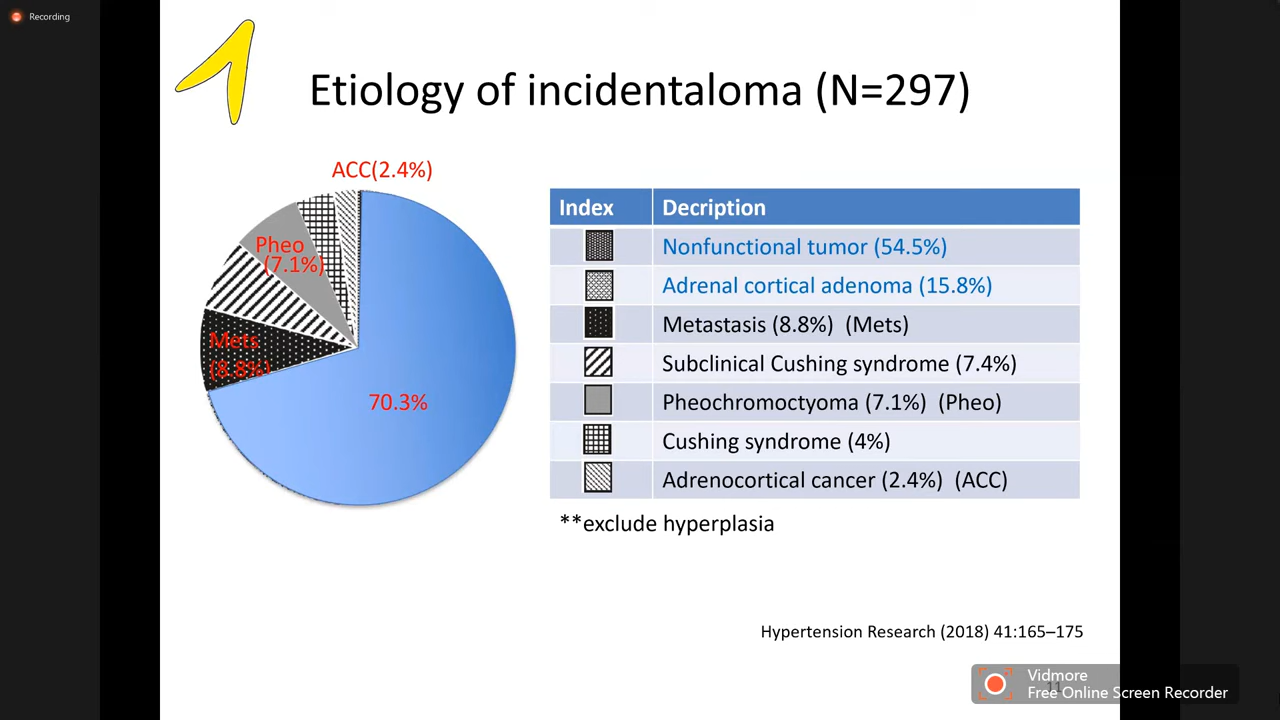 Recording
Etiology of incidentaloma (N=297)
ACC(2.4%)
Pheo
(7.1%)
Mets
(8.8%)
70.3%
Index Decription
Nonfunctional tumor (54.5%)
Adrenal cortical adenoma (15.8%)
Metastasis (8.8%) (Mets)
Subclinical Cushing syndrome (7.4%)
Pheochromoctyoma (7.1%) (Pheo)
Cushing syndrome (4%)
Adrenocortical cancer (2.4%) (ACC)
**exclude hyperplasia
Hypertension Research (2018) 41:165–175
Vidmore
Free Online Screen Recorder